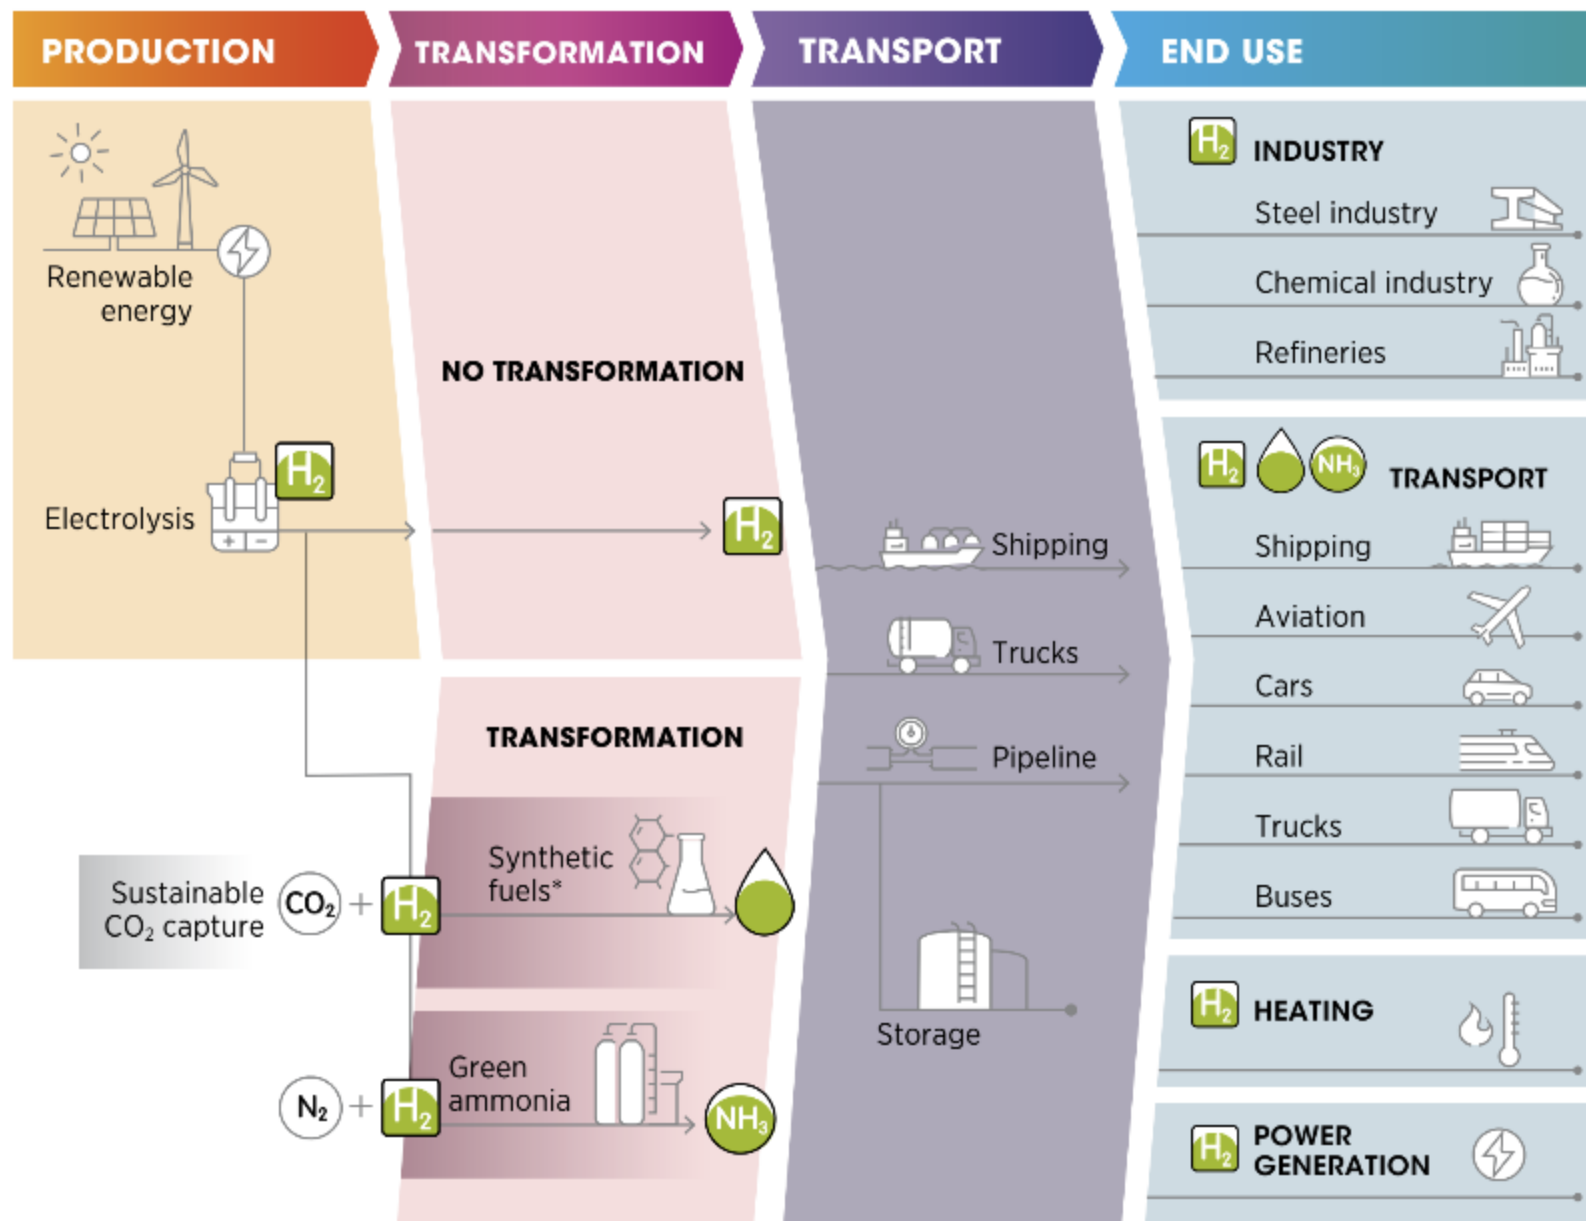 PRODUCTION
TRANSFORMATION
TRANSPORT
END USE
Renewable
energy
Electrolysis
+ −
H₂
NO TRANSFORMATION
H₂
TRANSFORMATION
Sustainable
CO₂ capture
CO₂ + H₂
Synthetic
fuels*
N₂ + H₂
Green
ammonia
NH₃
Shipping
Trucks
Pipeline
Storage
H₂ INDUSTRY
Steel industry
Chemical industry
Refineries
H₂ NH₃ TRANSPORT
Shipping
Aviation
Cars
Rail
Trucks
Buses
H₂ HEATING
H₂ POWER
GENERATION